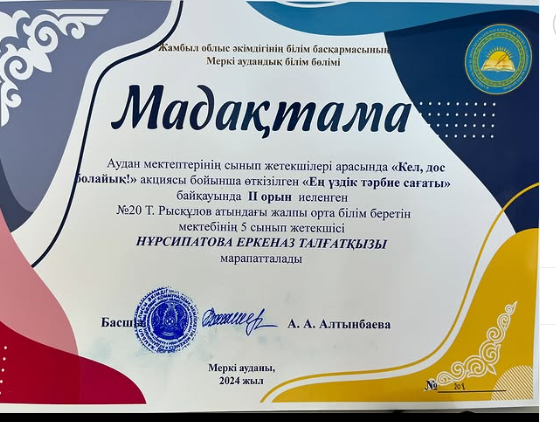 Жамбыл облыс әкімдігінің білім басқармасының
Меркі аудандық білім бөлімі
Мадақтама
Аудан мектептерінің сынып жетекшілері арасында «Кел, дос
болайық!» акциясы бойынша өткізілген «Ең үздік тәрбие сағаты»
байқауында II орын иеленген
№20 Т. Рысқұлов атындағы жалпы орта білім беретін
мектебінің 5 сынып жетекшісі
НҰРСИПАТОВА ЕРКЕНАЗ ТАЛҒАТҚЫЗЫ
марапатталады
Басшы А. А. Алтынбаева
Меркі ауданы,
2024 жыл
№